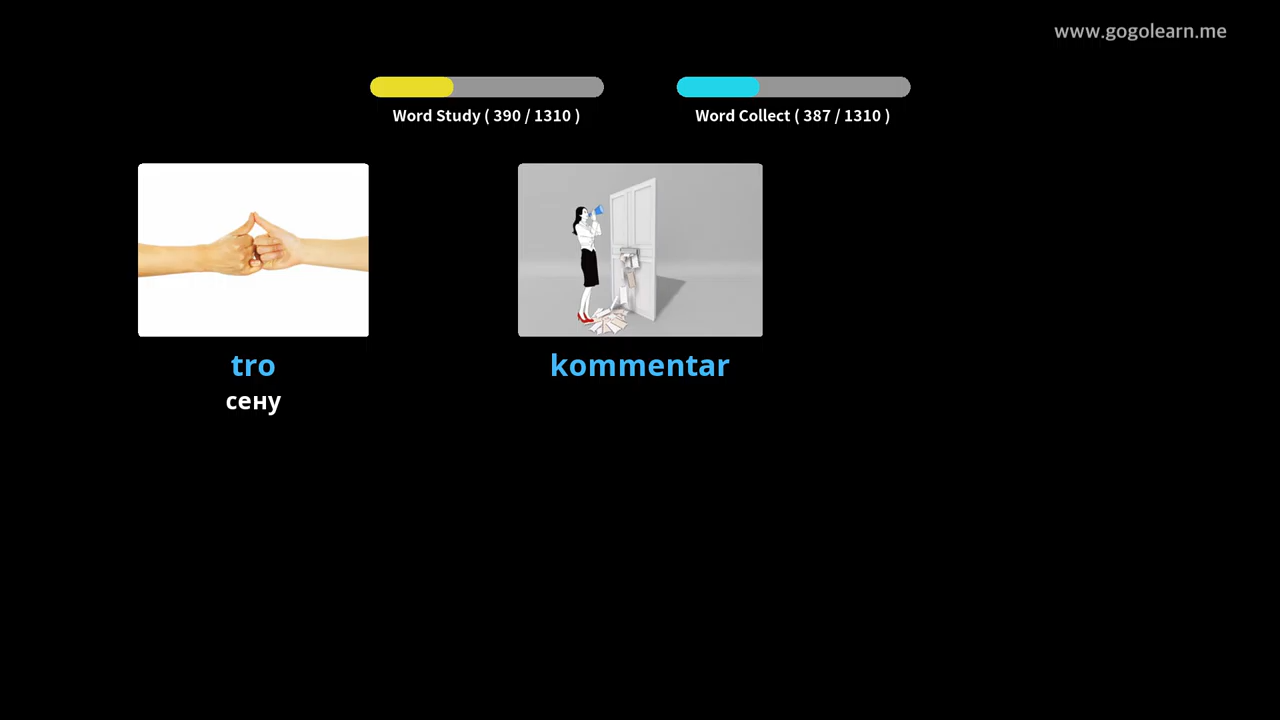 www.gogolearn.me
Word Study ( 390 / 1310 )
Word Collect ( 387 / 1310 )
tro
сену
kommentar